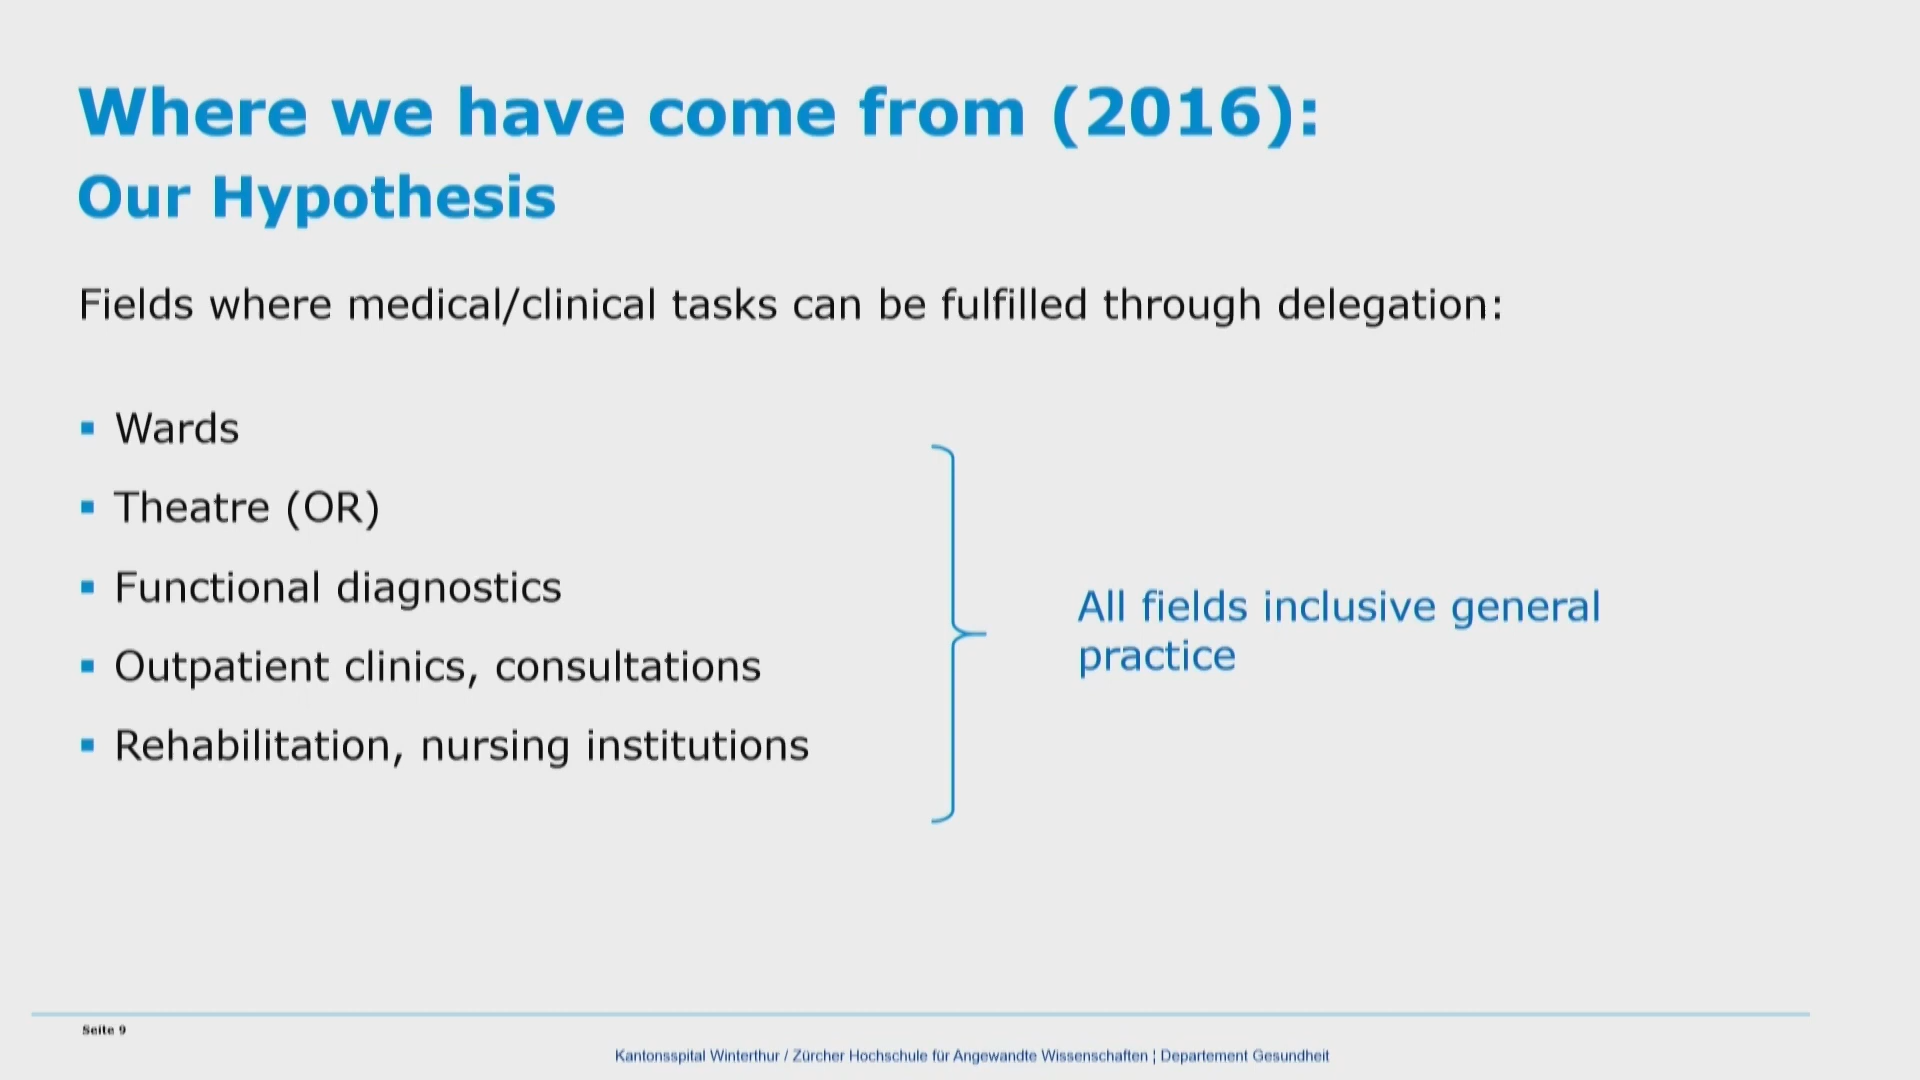 Where we have come from (2016):
Our Hypothesis
Fields where medical/clinical tasks can be fulfilled through delegation:
▪ Wards
▪ Theatre (OR)
▪ Functional diagnostics
▪ Outpatient clinics, consultations
▪ Rehabilitation, nursing institutions
All fields inclusive general
practice
Seite 9
Kantonsspital Winterthur / Zürcher Hochschule für Angewandte Wissenschaften ¦ Departement Gesundheit